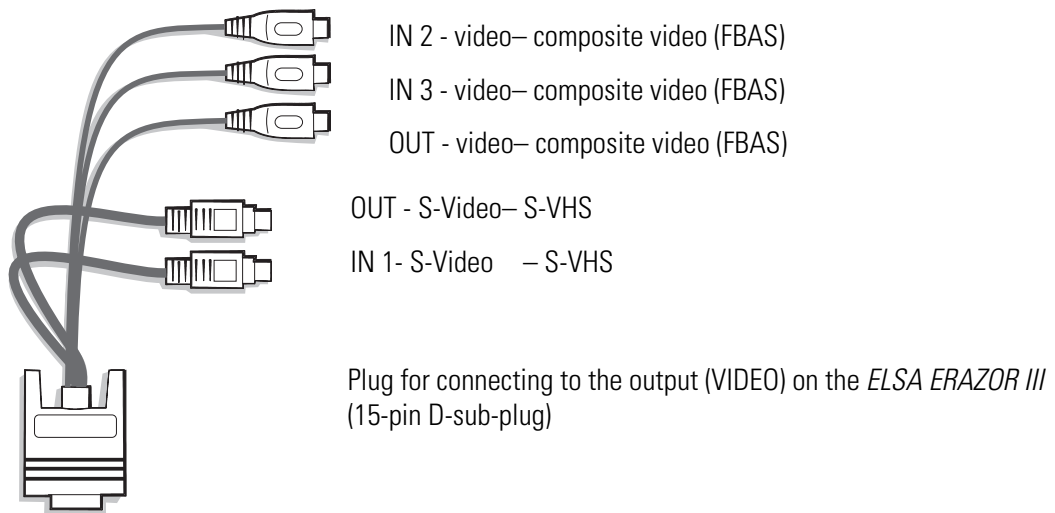 IN 2 - video– composite video (FBAS)
IN 3 - video– composite video (FBAS)
OUT - video– composite video (FBAS)
OUT - S-Video– S-VHS
IN 1- S-Video – S-VHS
Plug for connecting to the output (VIDEO) on the ELSA ERAZOR III
(15-pin D-sub-plug)